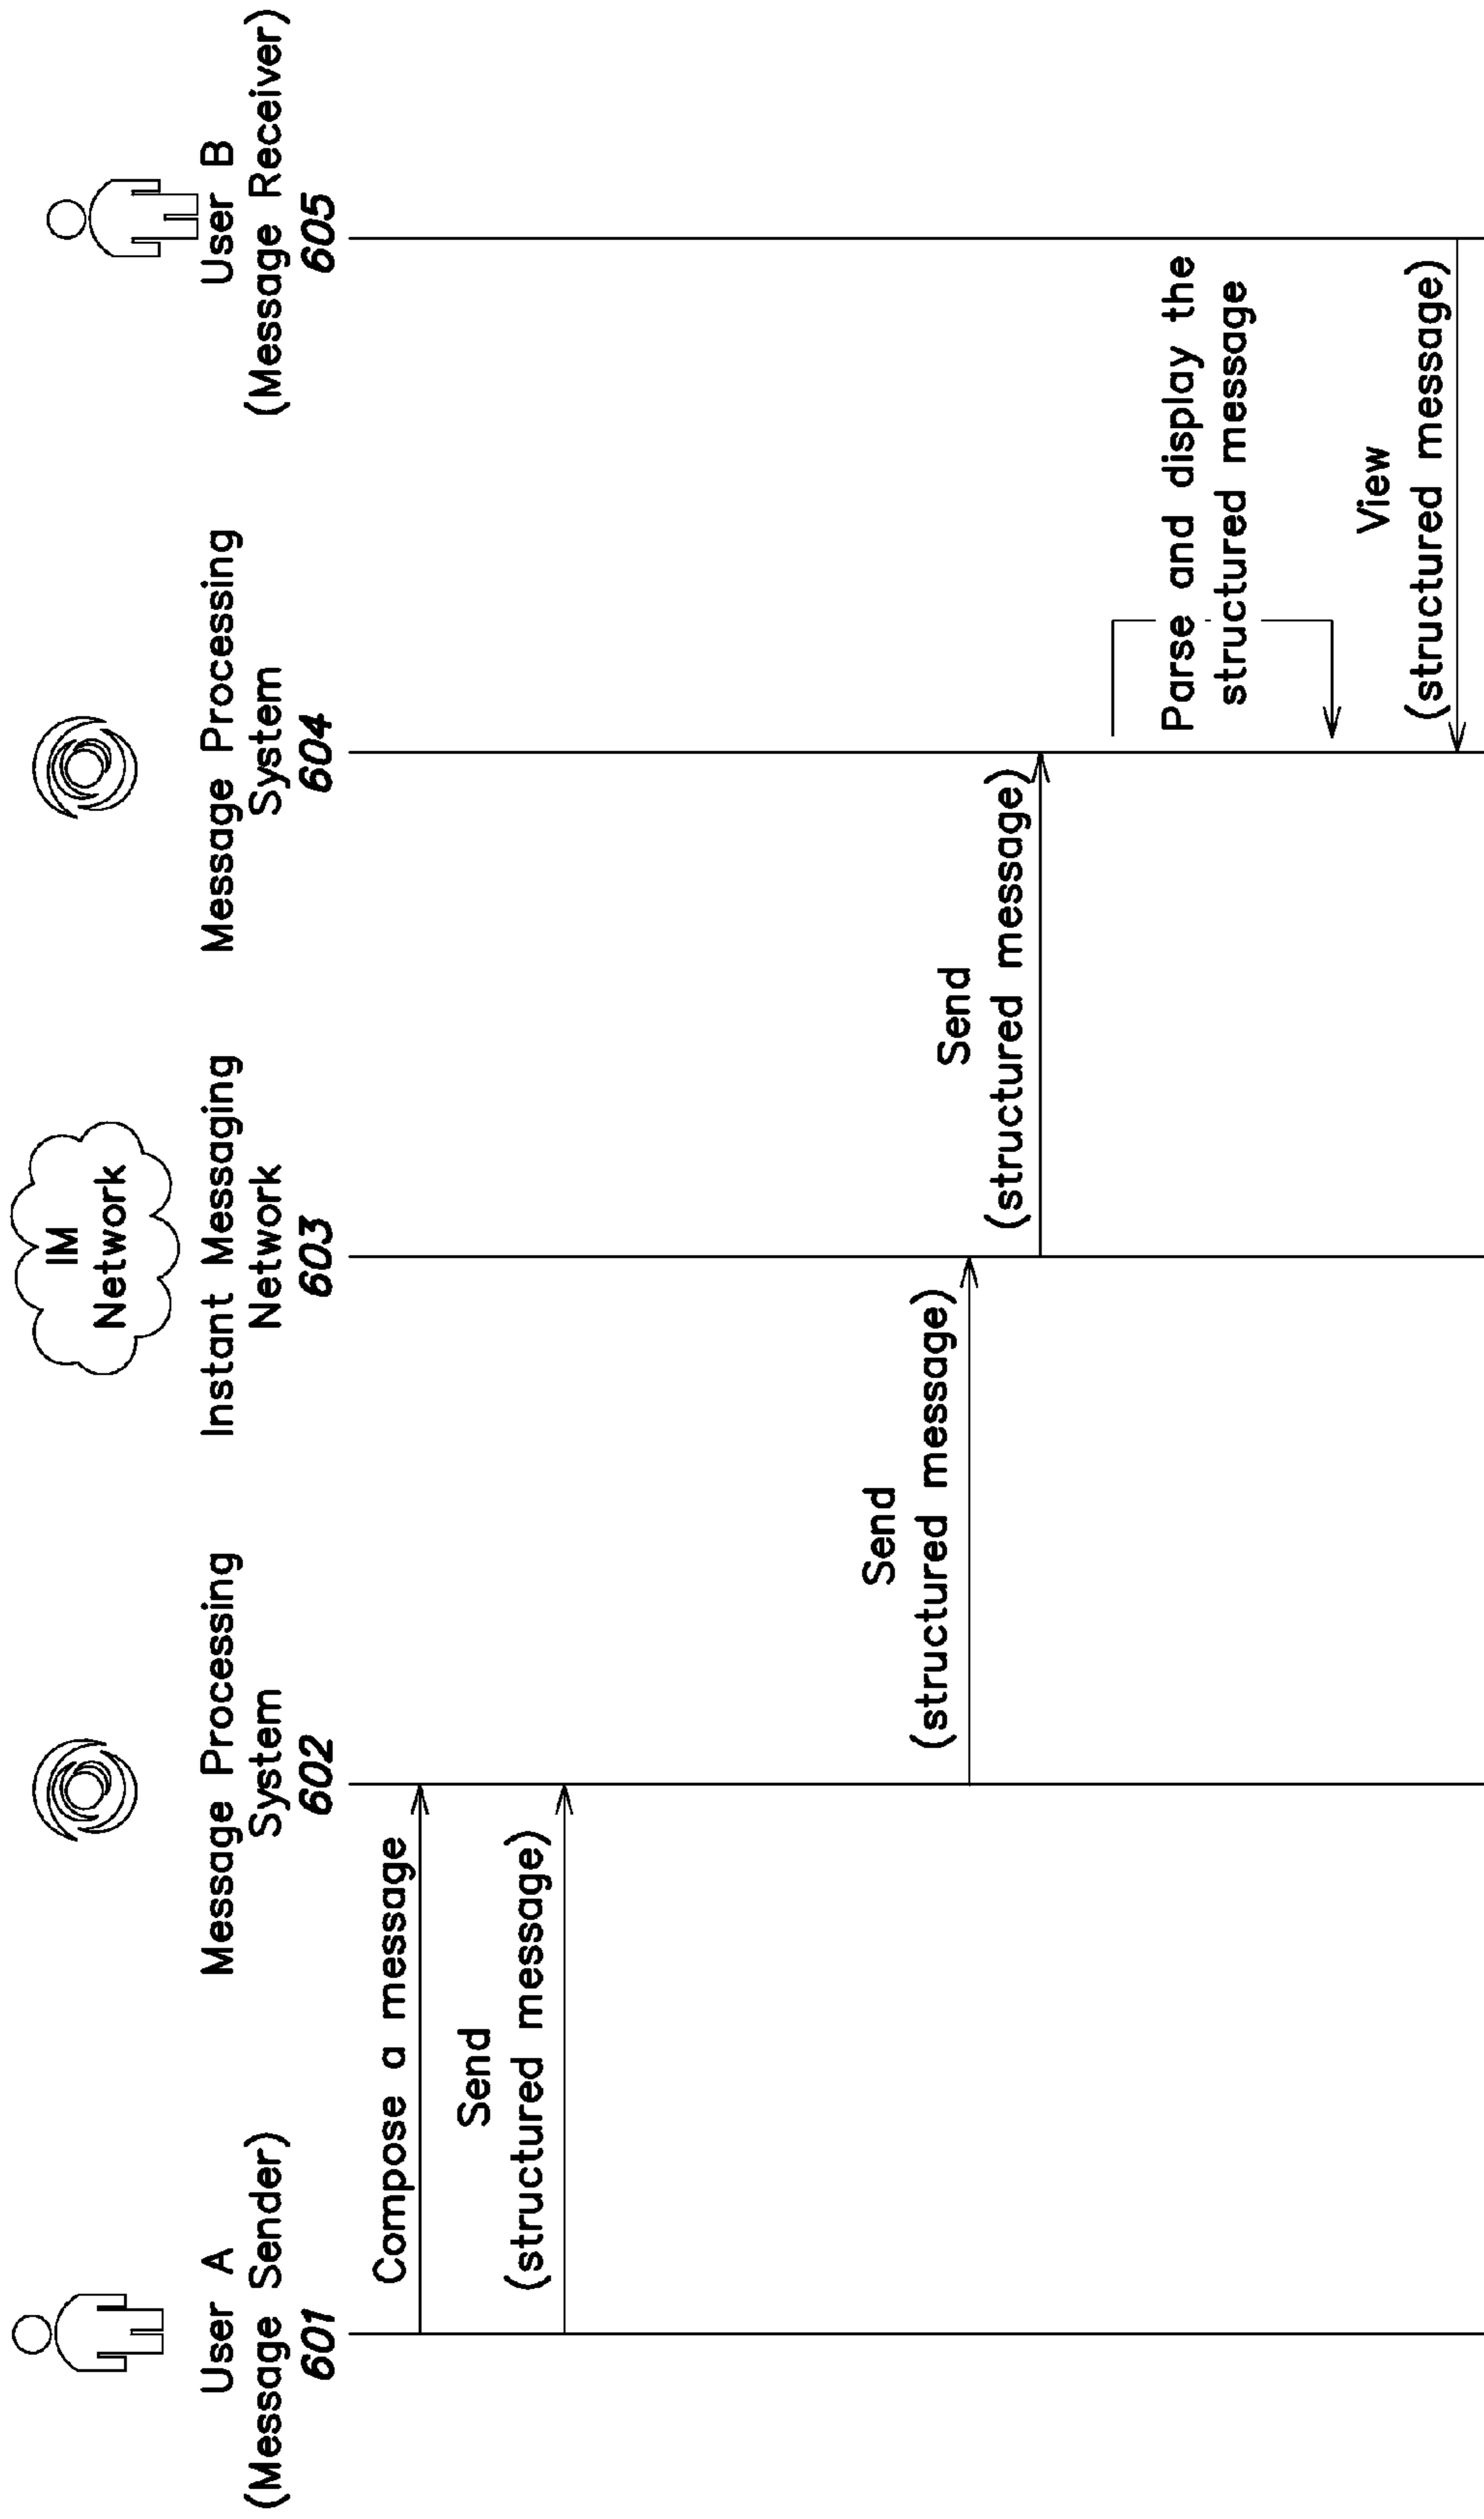 User A
(Message Sender)
601
Message Processing
System
602
IM
Network
Instant Messaging
Network
603
Message Processing
System
604
User B
(Message Receiver)
605
Compose a message
Send
(structured message)
Send
(structured message)
Send
(structured message)
Parse and display the
structured message
View
(structured message)